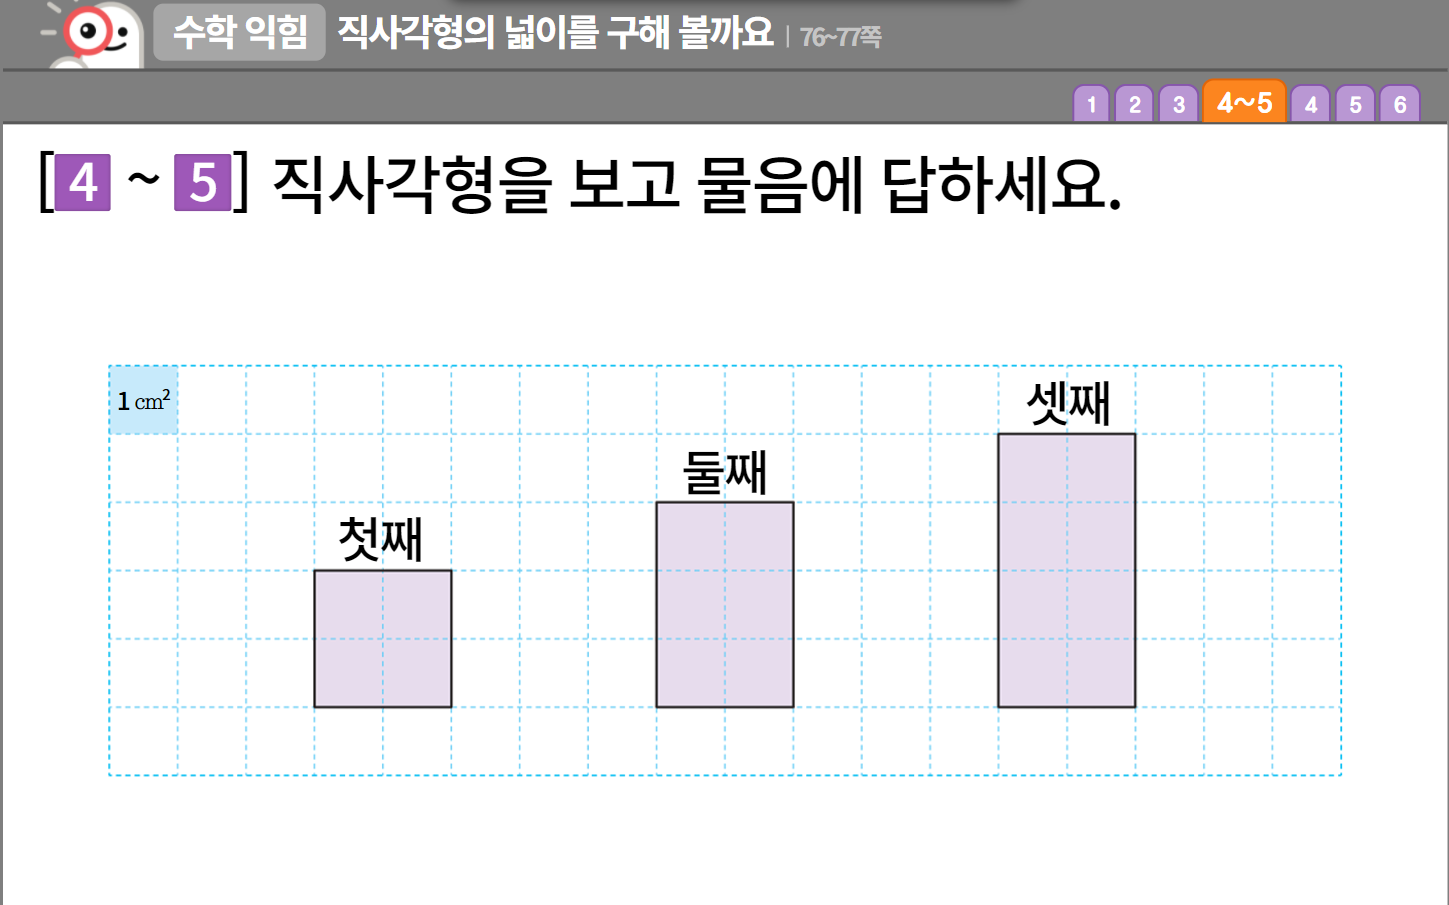 수학 익힘 직사각형의 넓이를 구해 볼까요 | 76~77쪽
1 2 3 4~5 4 5 6
[4 ~ 5] 직사각형을 보고 물음에 답하세요.
1 cm²
셋째
둘째
첫째